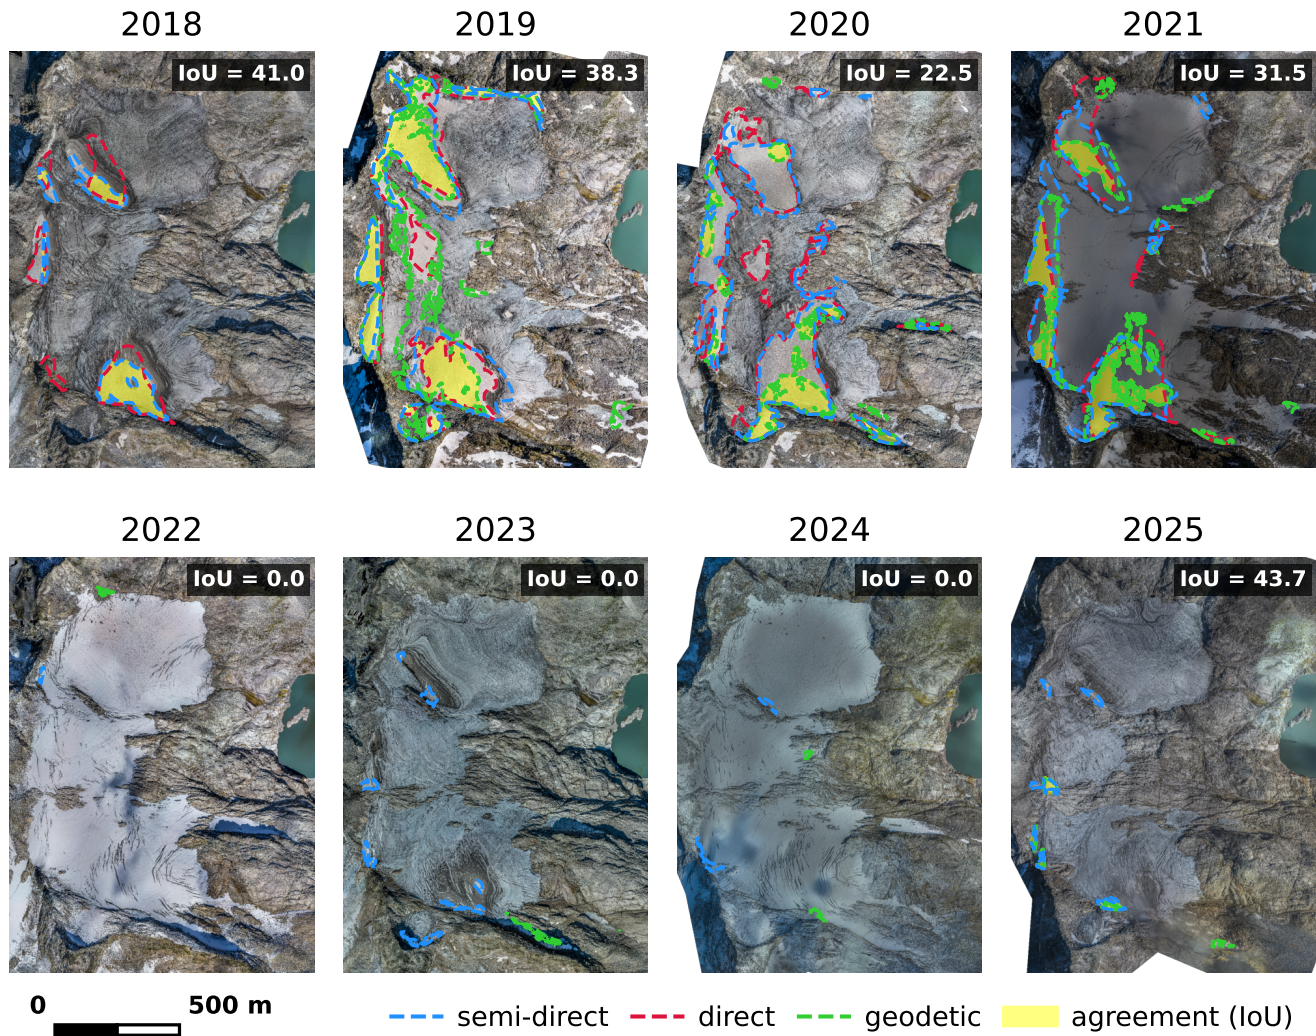 2018 2019 2020 2021
IoU = 41.0 IoU = 38.3 IoU = 22.5 IoU = 31.5
2022 2023 2024 2025
IoU = 0.0 IoU = 0.0 IoU = 0.0 IoU = 43.7
0 500 m
semi-direct direct geodetic agreement (IoU)